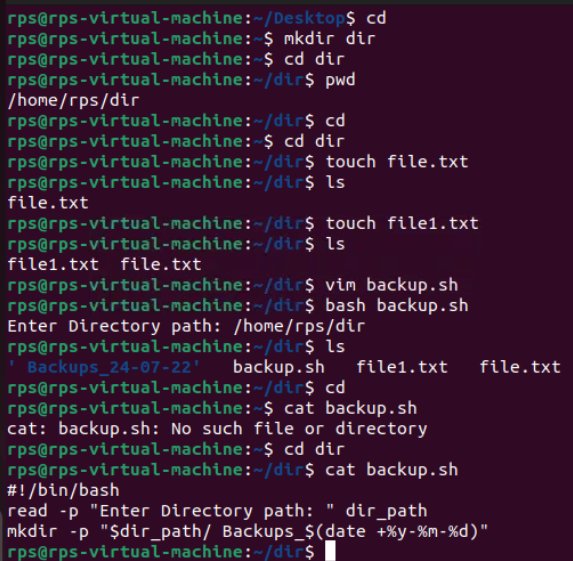 rps@rps-virtual-machine:~/Desktop$ cd
rps@rps-virtual-machine:~$ mkdir dir
rps@rps-virtual-machine:~$ cd dir
rps@rps-virtual-machine:~/dir$ pwd
/home/rps/dir
rps@rps-virtual-machine:~/dir$ cd
rps@rps-virtual-machine:~$ cd dir
rps@rps-virtual-machine:~/dir$ touch file.txt
rps@rps-virtual-machine:~/dir$ ls
file.txt
rps@rps-virtual-machine:~/dir$ touch file1.txt
rps@rps-virtual-machine:~/dir$ ls
file1.txt  file.txt
rps@rps-virtual-machine:~/dir$ vim backup.sh
rps@rps-virtual-machine:~/dir$ bash backup.sh
Enter Directory path: /home/rps/dir
rps@rps-virtual-machine:~/dir$ ls
' Backups_24-07-22'   backup.sh   file1.txt   file.txt
rps@rps-virtual-machine:~/dir$ cd
rps@rps-virtual-machine:~$ cat backup.sh
cat: backup.sh: No such file or directory
rps@rps-virtual-machine:~$ cd dir
rps@rps-virtual-machine:~/dir$ cat backup.sh
#!/bin/bash
read -p "Enter Directory path: " dir_path
mkdir -p "$dir_path/ Backups_$(date +%y-%m-%d)"
rps@rps-virtual-machine:~/dir$